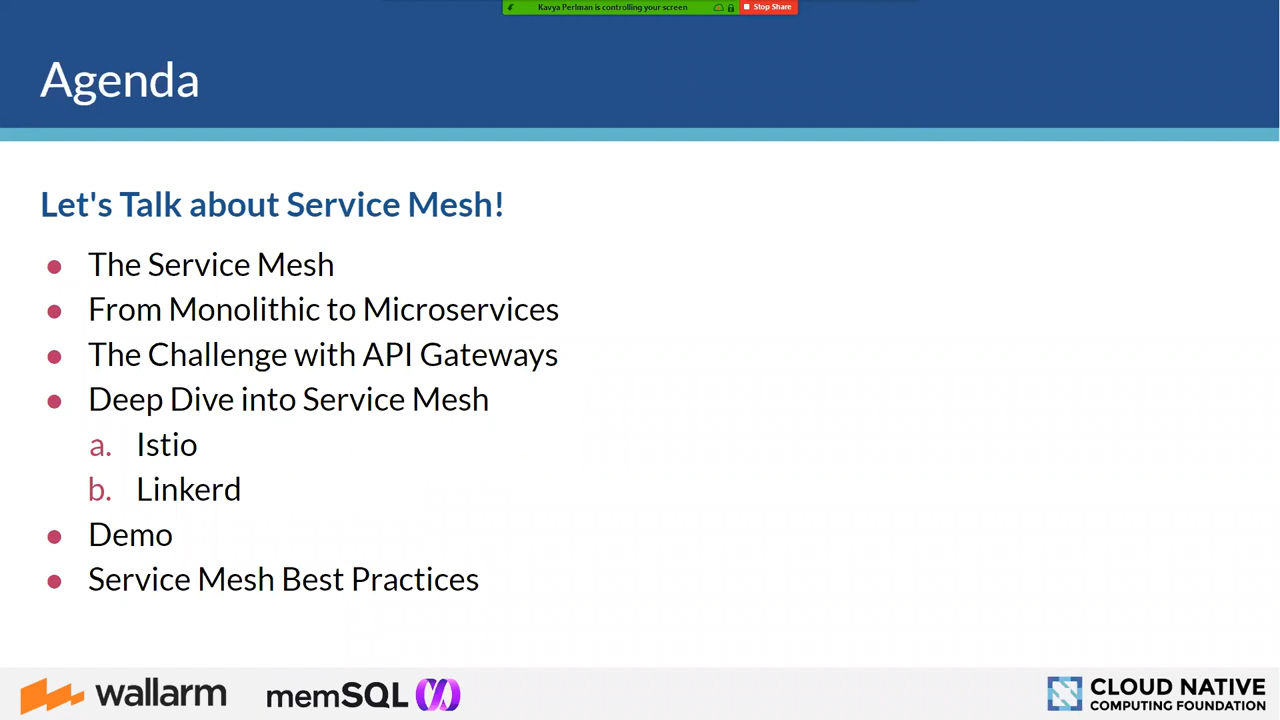 Kavya Perlman is controlling your screen
Stop Share
Agenda
Let's Talk about Service Mesh!
● The Service Mesh
● From Monolithic to Microservices
● The Challenge with API Gateways
● Deep Dive into Service Mesh
a. Istio
b. Linkerd
● Demo
● Service Mesh Best Practices
wallarm
memSQL
CLOUD NATIVE
COMPUTING FOUNDATION